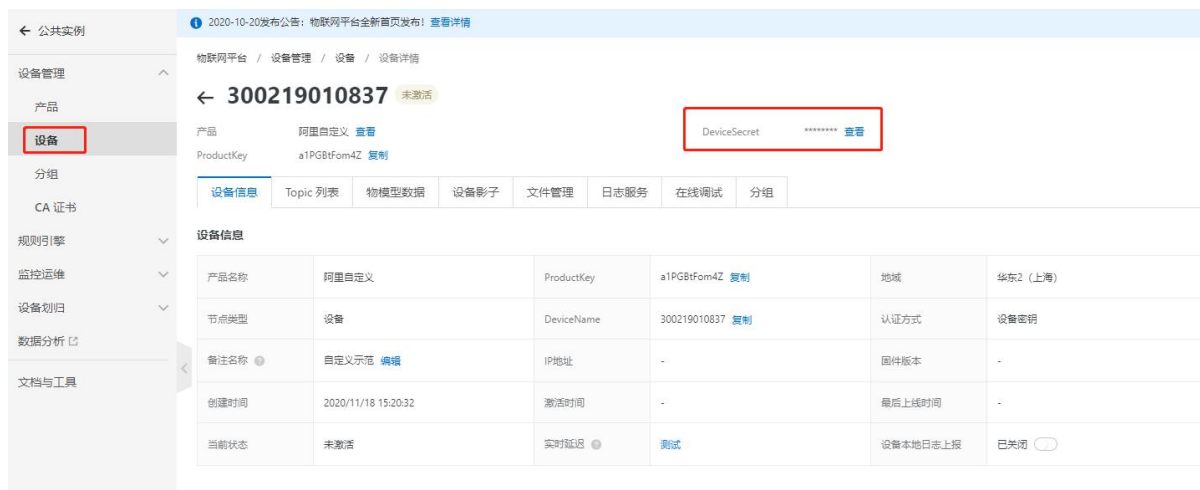 ← 公共实例
设备管理
产品
设备
分组
CA 证书
规则引擎
监控运维
设备划归
数据分析
文档与工具
2020-10-20发布公告：物联网平台全新首页发布！查看详情
物联网平台 / 设备管理 / 设备 / 设备详情
← 300219010837 未激活
产品 阿里自定义 查看 DeviceSecret ******** 查看
ProductKey a1PGBtFom4Z 复制
设备信息 Topic 列表 物模型数据 设备影子 文件管理 日志服务 在线调试 分组
设备信息
产品名称 阿里自定义 ProductKey a1PGBtFom4Z 复制 地域 华东2（上海）
节点类型 设备 DeviceName 300219010837 复制 认证方式 设备密钥
备注名称 自定义示范 编辑 IP地址 - 固件版本 -
创建时间 2020/11/18 15:20:32 激活时间 - 最后上线时间 -
当前状态 未激活 实时延迟 测试 设备本地日志上报 已关闭